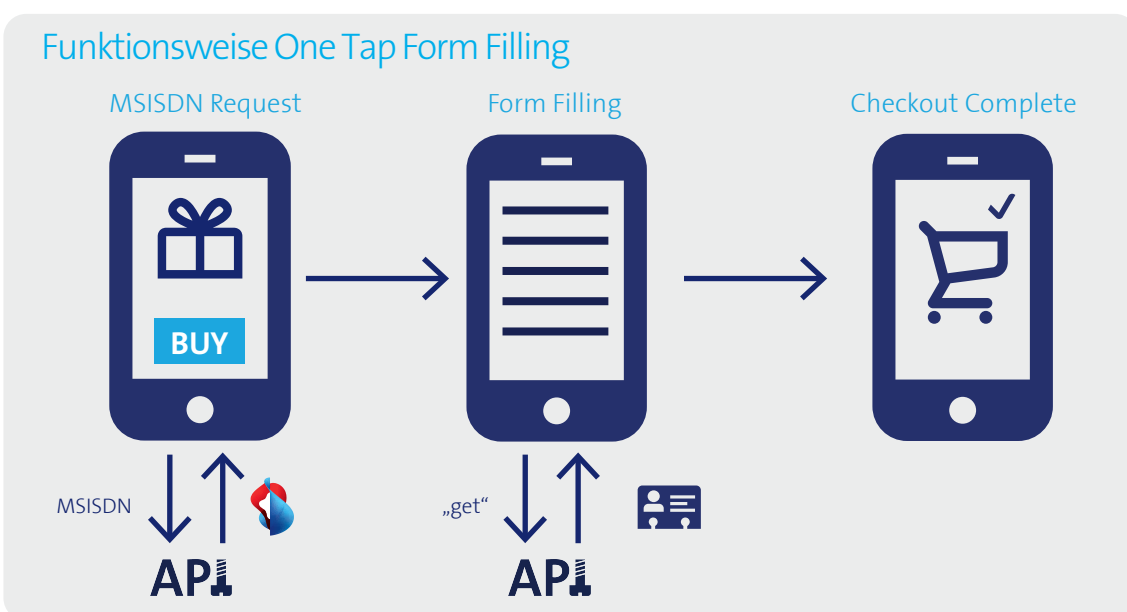 Funktionsweise One Tap Form Filling
MSISDN Request
Form Filling
Checkout Complete
BUY
MSISDN
„get“
API
API